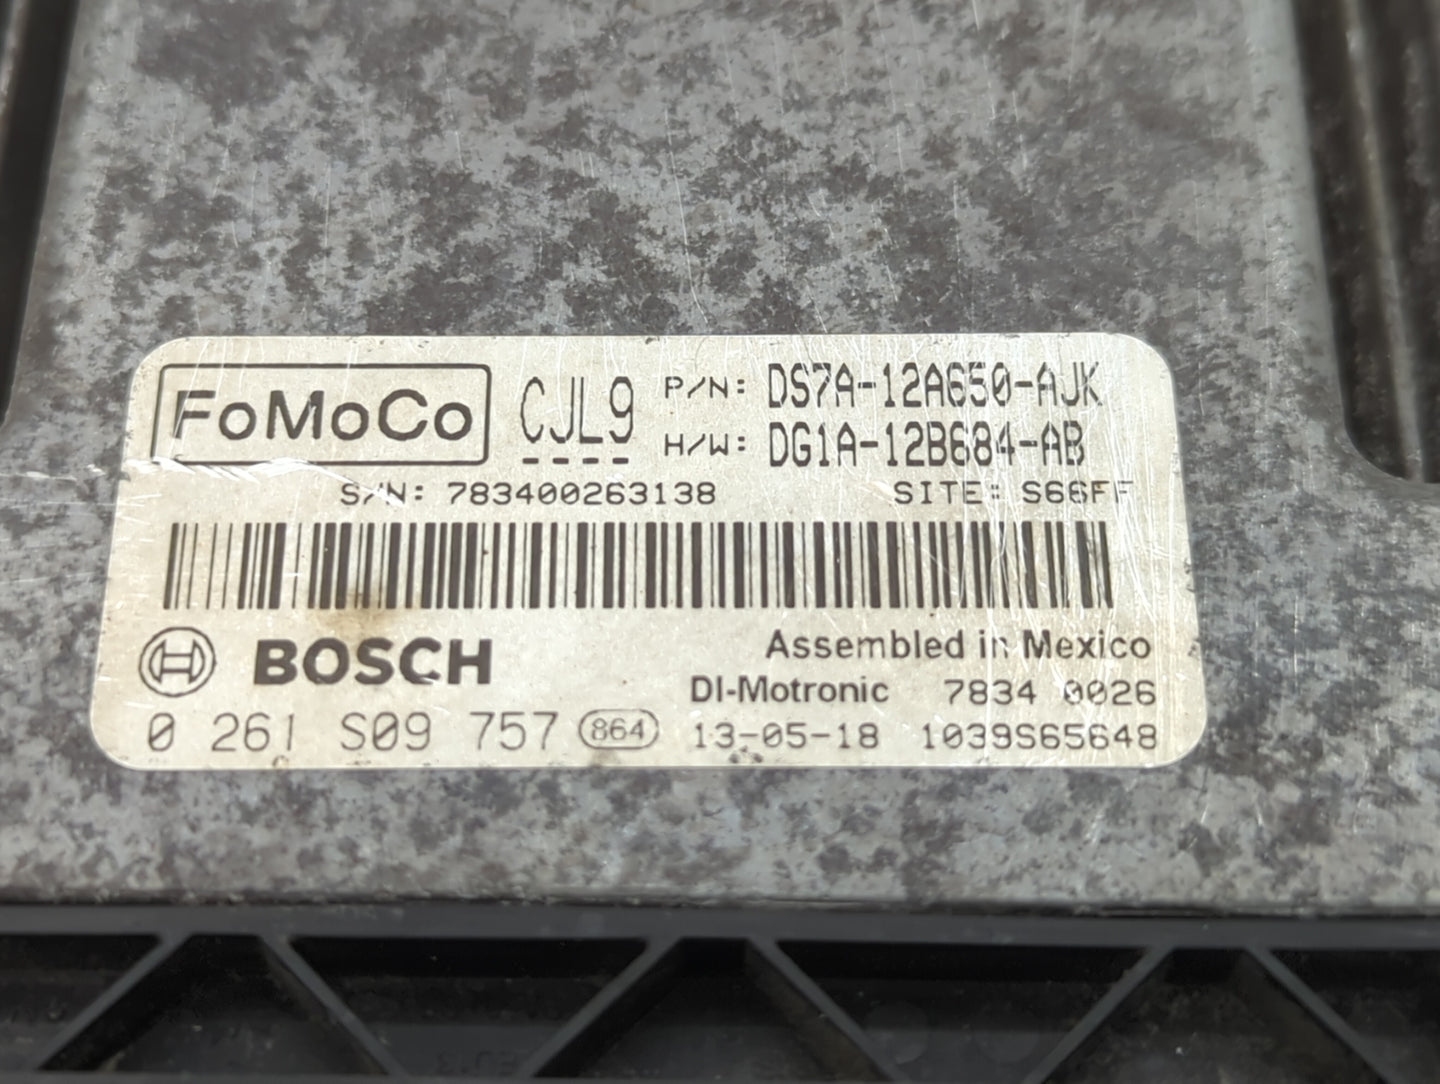 FoMoCo CJL9 P/N: DS7A-12A650-AJK
H/W: DG1A-12B684-AB
S/N: 783400263138 SITE: S66FF
BOSCH Assembled in Mexico
DI-Motronic 7834 0026
0 261 S09 757 864 13-05-18 1039S65648